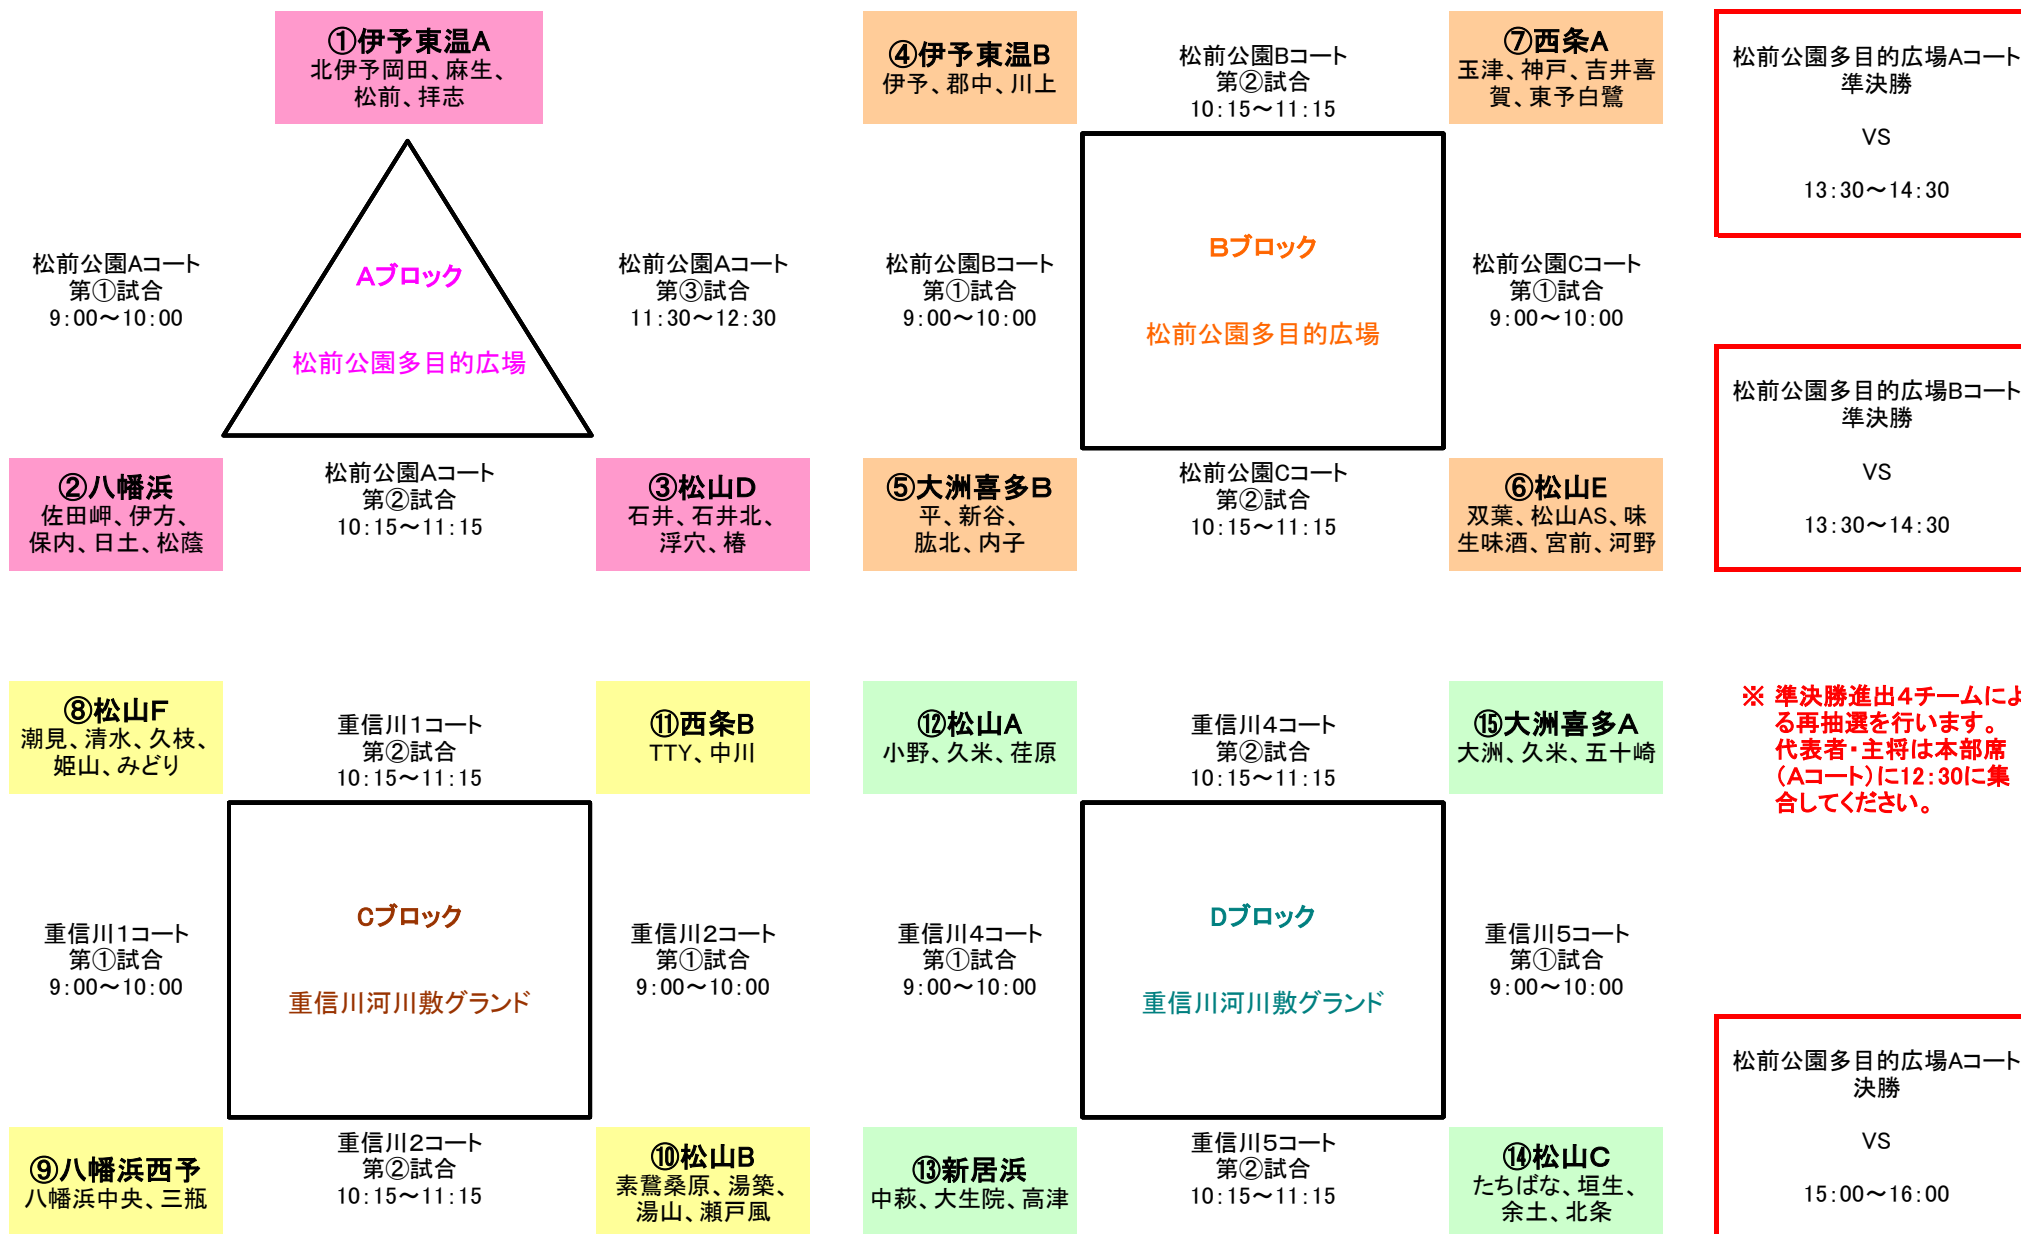 ①伊予東温A
北伊予岡田、麻生、
松前、拝志
松前公園Aコート
第①試合
9:00～10:00
Aブロック
松前公園多目的広場
松前公園Aコート
第③試合
11:30～12:30
②八幡浜
佐田岬、伊方、
保内、日土、松蔭
松前公園Aコート
第②試合
10:15～11:15
③松山D
石井、石井北、
浮穴、椿
④伊予東温B
伊予、郡中、川上
松前公園Bコート
第②試合
10:15～11:15
⑦西条A
玉津、神戸、吉井喜
賀、東予白鷺
松前公園Bコート
第①試合
9:00～10:00
Bブロック
松前公園多目的広場
松前公園Cコート
第①試合
9:00～10:00
⑤大洲喜多B
平、新谷、
肱北、内子
松前公園Cコート
第②試合
10:15～11:15
⑥松山E
双葉、松山AS、味
生味酒、宮前、河野
松前公園多目的広場Aコート
準決勝
VS
13:30～14:30
松前公園多目的広場Bコート
準決勝
VS
13:30～14:30
⑧松山F
潮見、清水、久枝、
姫山、みどり
重信川1コート
第②試合
10:15～11:15
⑪西条B
TTY、中川
重信川1コート
第①試合
9:00～10:00
Cブロック
重信川河川敷グランド
重信川2コート
第①試合
9:00～10:00
⑨八幡浜西予
八幡浜中央、三瓶
重信川2コート
第②試合
10:15～11:15
⑩松山B
素鵞桑原、湯築、
湯山、瀬戸風
⑫松山A
小野、久米、荏原
重信川4コート
第②試合
10:15～11:15
⑮大洲喜多A
大洲、久米、五十崎
重信川4コート
第①試合
9:00～10:00
Dブロック
重信川河川敷グランド
重信川5コート
第①試合
9:00～10:00
⑬新居浜
中萩、大生院、高津
重信川5コート
第②試合
10:15～11:15
⑭松山C
たちばな、垣生、
余土、北条
※ 準決勝進出4チームによ
る再抽選を行います。
代表者・主将は本部席
(Aコート)に12:30に集
合してください。
松前公園多目的広場Aコート
決勝
VS
15:00～16:00